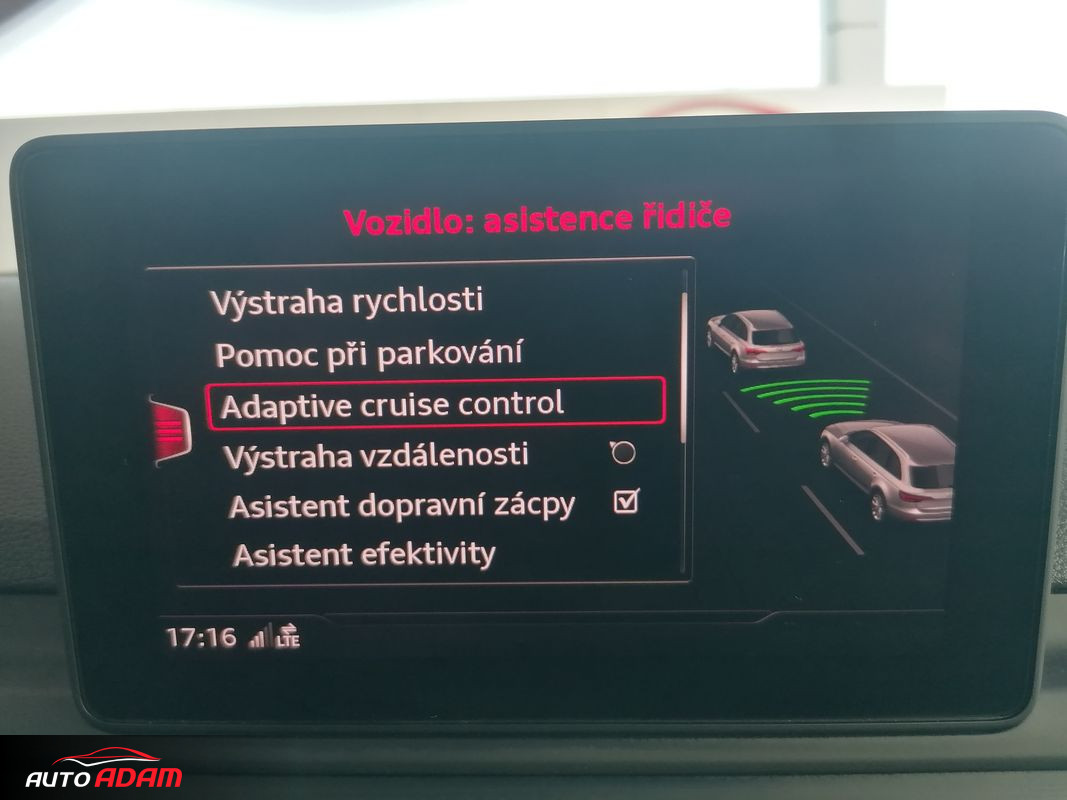 Vozidlo: asistence řidiče
Výstraha rychlosti
Pomoc při parkování
Adaptive cruise control
Výstraha vzdálenosti
Asistent dopravní zácpy
Asistent efektivity
17:16 LTE
AUTO ADAM